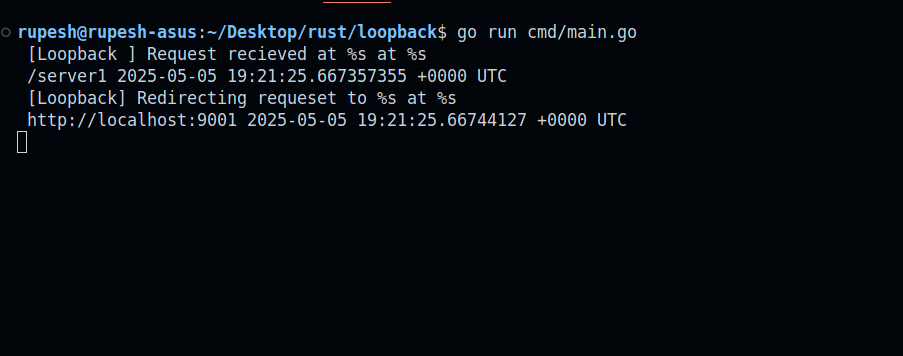 rupesh@rupesh-asus:~/Desktop/rust/loopback$ go run cmd/main.go
[Loopback ] Request recieved at %s at %s
/server1 2025-05-05 19:21:25.667357355 +0000 UTC
[Loopback] Redirecting requeset to %s at %s
http://localhost:9001 2025-05-05 19:21:25.66744127 +0000 UTC